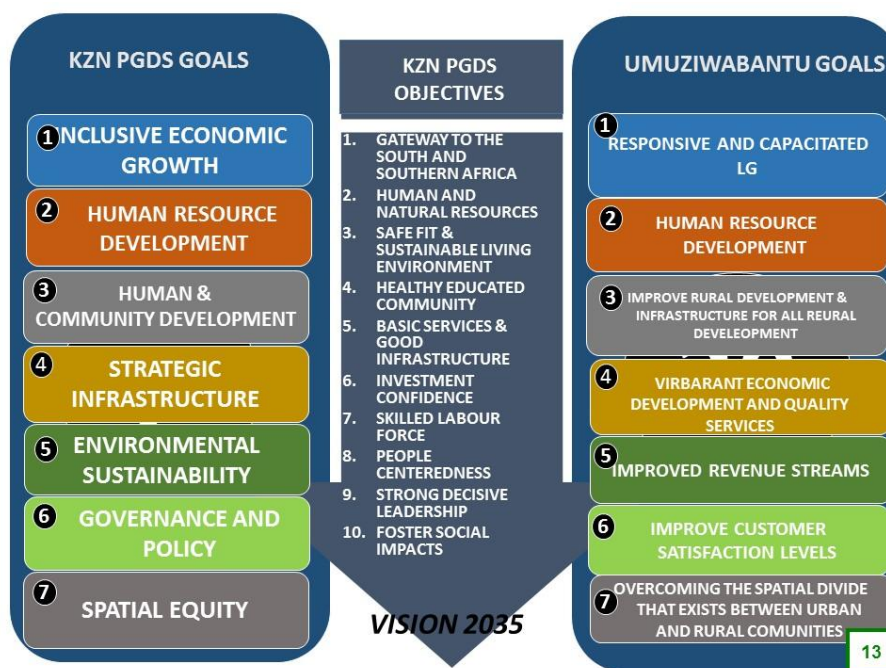 KZN PGDS GOALS
1
INCLUSIVE ECONOMIC
GROWTH
2
HUMAN RESOURCE
DEVELOPMENT
3
HUMAN &
COMMUNITY DEVELOPMENT
4
STRATEGIC
INFRASTRUCTURE
5
ENVIRONMENTAL
SUSTAINABILITY
6
GOVERNANCE AND
POLICY
7
SPATIAL EQUITY
KZN PGDS
OBJECTIVES
1. GATEWAY TO THE
SOUTH AND
SOUTHERN AFRICA
2. HUMAN AND
NATURAL RESOURCES
3. SAFE FIT &
SUSTAINABLE LIVING
ENVIRONMENT
4. HEALTHY EDUCATED
COMMUNITY
5. BASIC SERVICES &
GOOD
INFRASTRUCTURE
6. INVESTMENT
CONFIDENCE
7. SKILLED LABOUR
FORCE
8. PEOPLE
CENTEREDNESS
9. STRONG DECISIVE
LEADERSHIP
10. FOSTER SOCIAL
IMPACTS
VISION 2035
UMUZIWABANTU GOALS
1
RESPONSIVE AND CAPACITATED
LG
2
HUMAN RESOURCE
DEVELOPMENT
3
IMPROVE RURAL DEVELOPMENT &
INFRASTRUCTURE FOR ALL REURAL
DEVELEOPMENT
4
VIRBARANT ECONOMIC
DEVELOPMENT AND QUALITY
SERVICES
5
IMPROVED REVENUE STREAMS
6
IMPROVE CUSTOMER
SATISFACTION LEVELS
7
OVERCOMING THE SPATIAL DIVIDE
THAT EXISTS BETWEEN URBAN
AND RURAL COMUNITIES
13